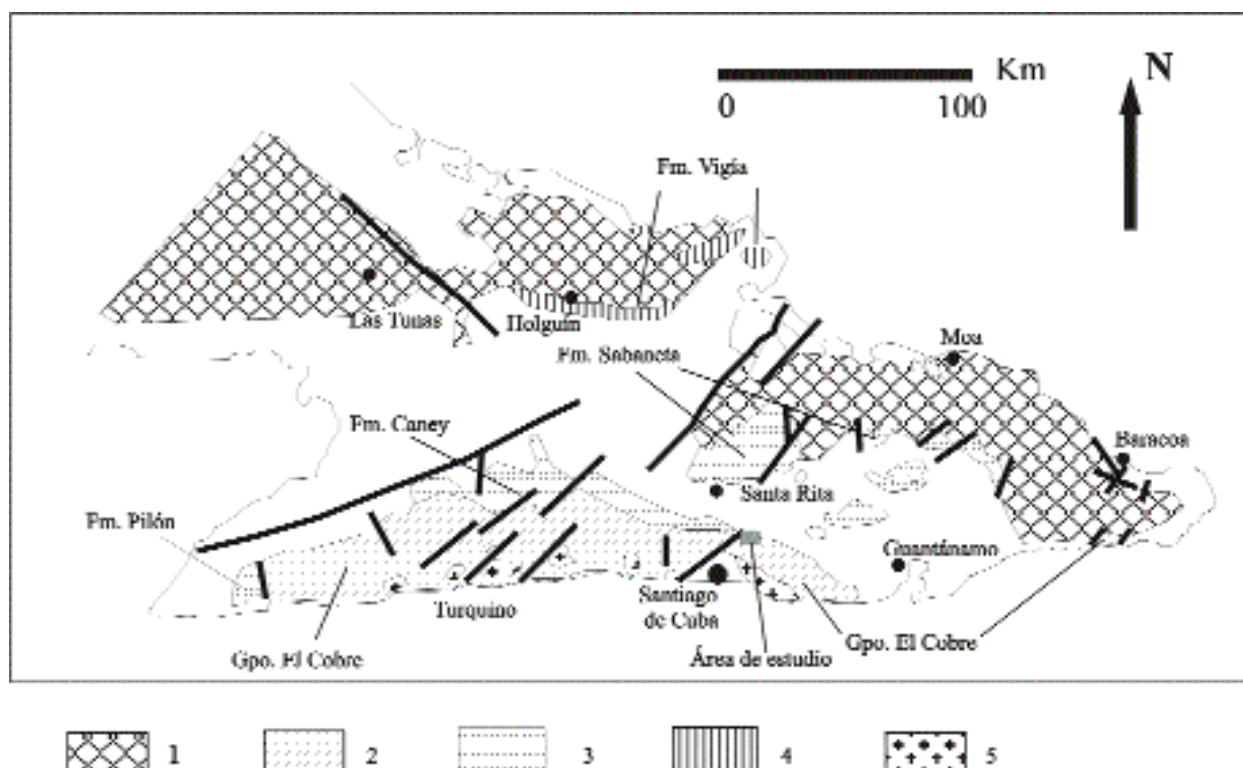 Km
N
0 100
Fm. Vigía
Las Tunas
Holguín
Fm. Sabaneta
Moa
Fm. Caney
Baracoa
Santa Rita
Fm. Pilón
Guantánamo
Turquino
Santiago
de Cuba
Gpo. El Cobre
Área de estudio
Gpo. El Cobre
1 2 3 4 5